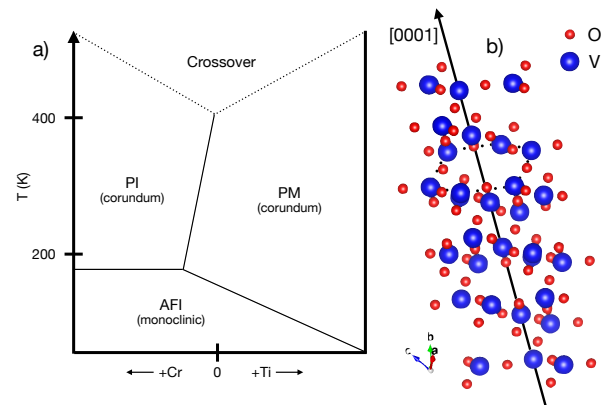 a)
Crossover
400
PI
(corundum)
PM
(corundum)
T (K)
200
AFI
(monoclinic)
← +Cr 0 +Ti →
[0001]
b)
O
V
b
c
a